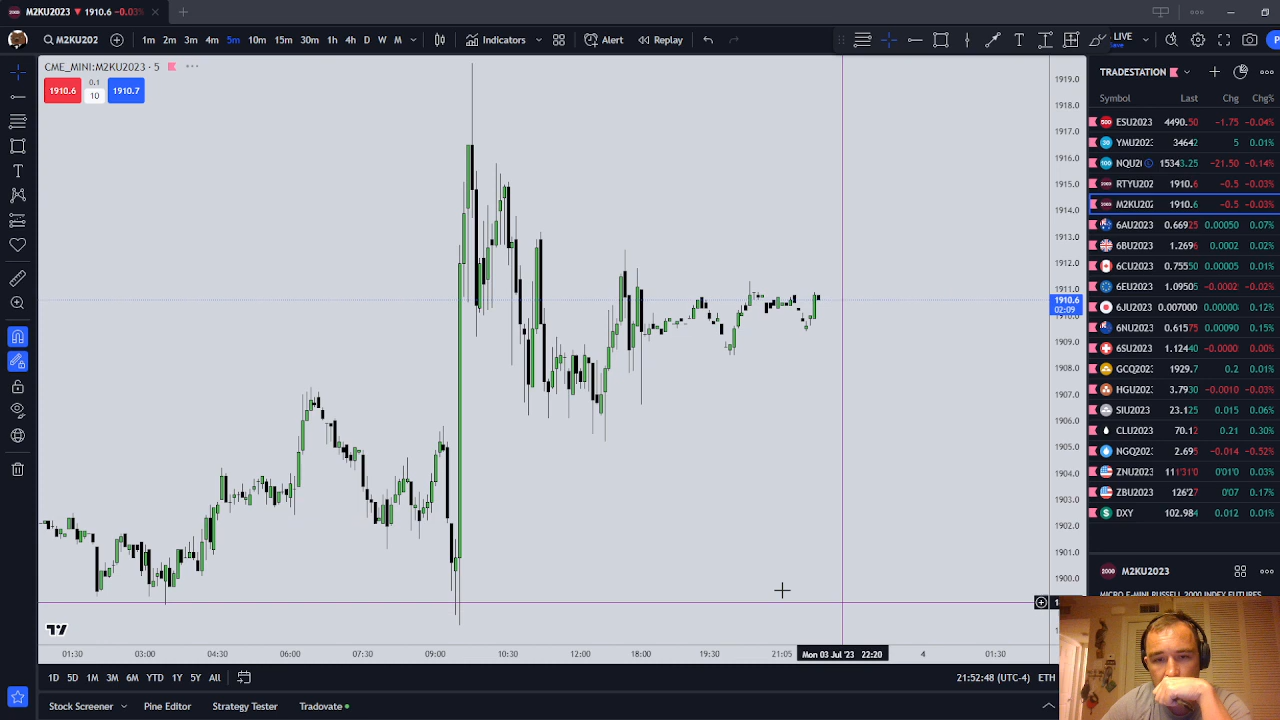 M2KU2023 ▼ 1910.6 −0.03%
M2KU202 1m 2m 3m 4m 5m 10m 15m 30m 1h 4h D W M Indicators Alert Replay LIVE Save
CME_MINI:M2KU2023 · 5
1910.6 0.1 10 1910.7
1919.0
1918.0
1917.0
1916.0
1915.0
1914.0
1913.0
1912.0
1911.0
1910.6
02:09
1910.0
1909.0
1908.0
1907.0
1906.0
1905.0
1904.0
1903.0
1902.0
1901.0
1900.0
01:30 03:00 04:30 06:00 07:30 09:00 10:30 12:00 18:00 19:30 21:05 Mon 03 Jul '23 22:20 4 01:30
1D 5D 1M 3M 6M YTD 1Y 5Y All 21:52:48 (UTC-4) ETH
Stock Screener Pine Editor Strategy Tester Tradovate
TRADESTATION
Symbol Last Chg Chg%
ESU2023 4490.50 −1.75 −0.04%
YMU2023 34642 5 0.01%
NQU2 15343.25 −21.50 −0.14%
RTYU202 1910.6 −0.5 −0.03%
M2KU202 1910.6 −0.5 −0.03%
6AU2023 0.66925 0.00050 0.07%
6BU2023 1.2696 0.0002 0.02%
6CU2023 0.75550 0.00005 0.01%
6EU2023 1.09505 −0.0002 −0.02%
6JU2023 0.007000 0.00000 0.12%
6NU2023 0.61575 0.00090 0.15%
6SU2023 1.12440 −0.0000 0.00%
GCQ2023 1929.7 0.2 0.01%
HGU2023 3.7930 −0.0010 −0.03%
SIU2023 23.125 0.015 0.06%
CLU2023 70.12 0.21 0.30%
NGQ202 2.695 −0.014 −0.52%
ZNU2023 111'31'0 0'01'0 0.03%
ZBU2023 126'27 0'07 0.17%
DXY 102.984 0.012 0.01%
M2KU2023
MICRO E-MINI RUSSELL 2000 INDEX FUTURES